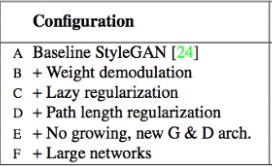 Configuration
A Baseline StyleGAN [24]
B + Weight demodulation
C + Lazy regularization
D + Path length regularization
E + No growing, new G & D arch.
F + Large networks